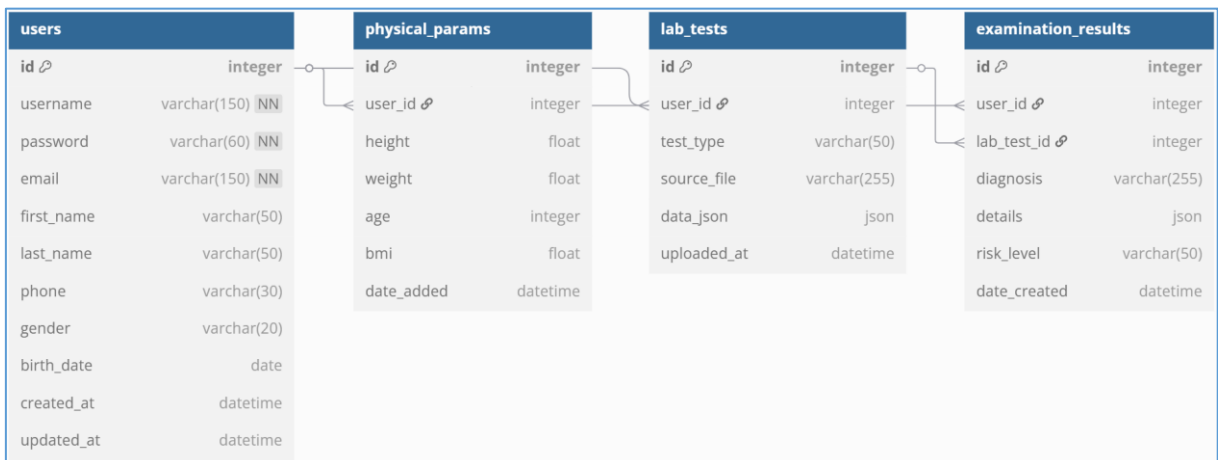 users
id integer
username varchar(150) NN
password varchar(60) NN
email varchar(150) NN
first_name varchar(50)
last_name varchar(50)
phone varchar(30)
gender varchar(20)
birth_date date
created_at datetime
updated_at datetime
physical_params
id integer
user_id integer
height float
weight float
age integer
bmi float
date_added datetime
lab_tests
id integer
user_id integer
test_type varchar(50)
source_file varchar(255)
data_json json
uploaded_at datetime
examination_results
id integer
user_id integer
lab_test_id integer
diagnosis varchar(255)
details json
risk_level varchar(50)
date_created datetime